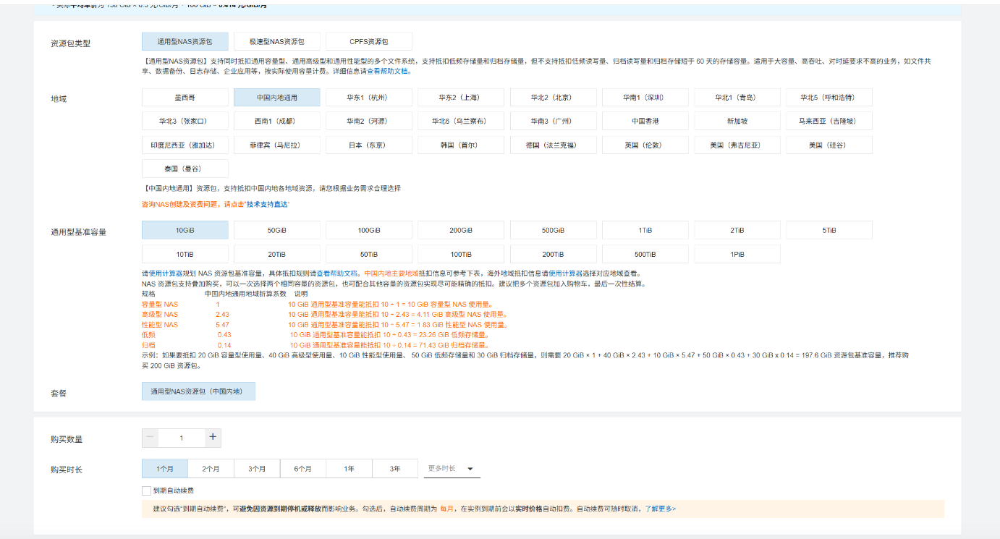 资源包类型
通用型NAS资源包 极速型NAS资源包 CPFS资源包
【通用型NAS资源包】支持同时抵扣通用容量型、通用高级型和通用性能型的多个文件系统，支持抵扣低频存储量和归档存储量，但不支持抵扣低频读写量、归档读写量和归档存储短于 60 天的存储容量。适用于大容量、高吞吐、对时延要求不高的业务，如文件共
享、数据备份、日志存储、企业应用等，按实际使用容量计费。详细信息请查看帮助文档。
地域
墨西哥 中国内地通用 华东1（杭州） 华东2（上海） 华北2（北京） 华南1（深圳） 华北1（青岛） 华北5（呼和浩特）
华北3（张家口） 西南1（成都） 华南2（河源） 华北6（乌兰察布） 华南3（广州） 中国香港 新加坡 马来西亚（吉隆坡）
印度尼西亚（雅加达） 菲律宾（马尼拉） 日本（东京） 韩国（首尔） 德国（法兰克福） 英国（伦敦） 美国（弗吉尼亚） 美国（硅谷）
泰国（曼谷）
【中国内地通用】资源包，支持抵扣中国内地各地域资源，请您根据业务需求合理选择
咨询NAS创建及资费问题，请点击"技术支持直达"
通用型基准容量
10GiB 50GiB 100GiB 200GiB 500GiB 1TiB 2TiB 5TiB
10TiB 20TiB 50TiB 100TiB 200TiB 500TiB 1PiB
请使用计算器规划 NAS 资源包基准容量，具体抵扣规则请查看帮助文档。中国内地主要地域抵扣信息可参考下表，海外地域抵扣信息请使用计算器选择对应地域查看。
NAS 资源包支持叠加购买，可以一次选择两个相同容量的资源包，也可配合其他容量的资源包实现尽可能精确的抵扣。建议把多个资源包加入购物车，最后一次性结算。
规格 中国内地通用地域折算系数 说明
容量型 NAS 1 10 GiB 通用型基准容量能抵扣 10 ÷ 1 = 10 GiB 容量型 NAS 使用量。
高级型 NAS 2.43 10 GiB 通用型基准容量能抵扣 10 ÷ 2.43 = 4.11 GiB 高级型 NAS 使用量。
性能型 NAS 5.47 10 GiB 通用型基准容量能抵扣 10 ÷ 5.47 = 1.83 GiB 性能型 NAS 使用量。
低频 0.43 10 GiB 通用型基准容量能抵扣 10 ÷ 0.43 = 23.26 GiB 低频存储量。
归档 0.14 10 GiB 通用型基准容量能抵扣 10 ÷ 0.14 = 71.43 GiB 归档存储量。
示例：如果要抵扣 20 GiB 容量型使用量、40 GiB 高级型使用量、10 GiB 性能型使用量、 50 GiB 低频存储量和 30 GiB 归档存储量，则需要 20 GiB × 1 + 40 GiB × 2.43 + 10 GiB × 5.47 + 50 GiB × 0.43 + 30 GiB x 0.14 = 197.6 GiB 资源包基准容量，推荐购
买 200 GiB 资源包。
套餐
通用型NAS资源包（中国内地）
购买数量
1
购买时长
1个月 2个月 3个月 6个月 1年 3年 更多时长
到期自动续费
建议勾选"到期自动续费"，可避免因资源到期停机或释放而影响业务。勾选后，自动续费周期为 每月，在实例到期前会以实时价格自动扣费。自动续费可随时取消，了解更多>